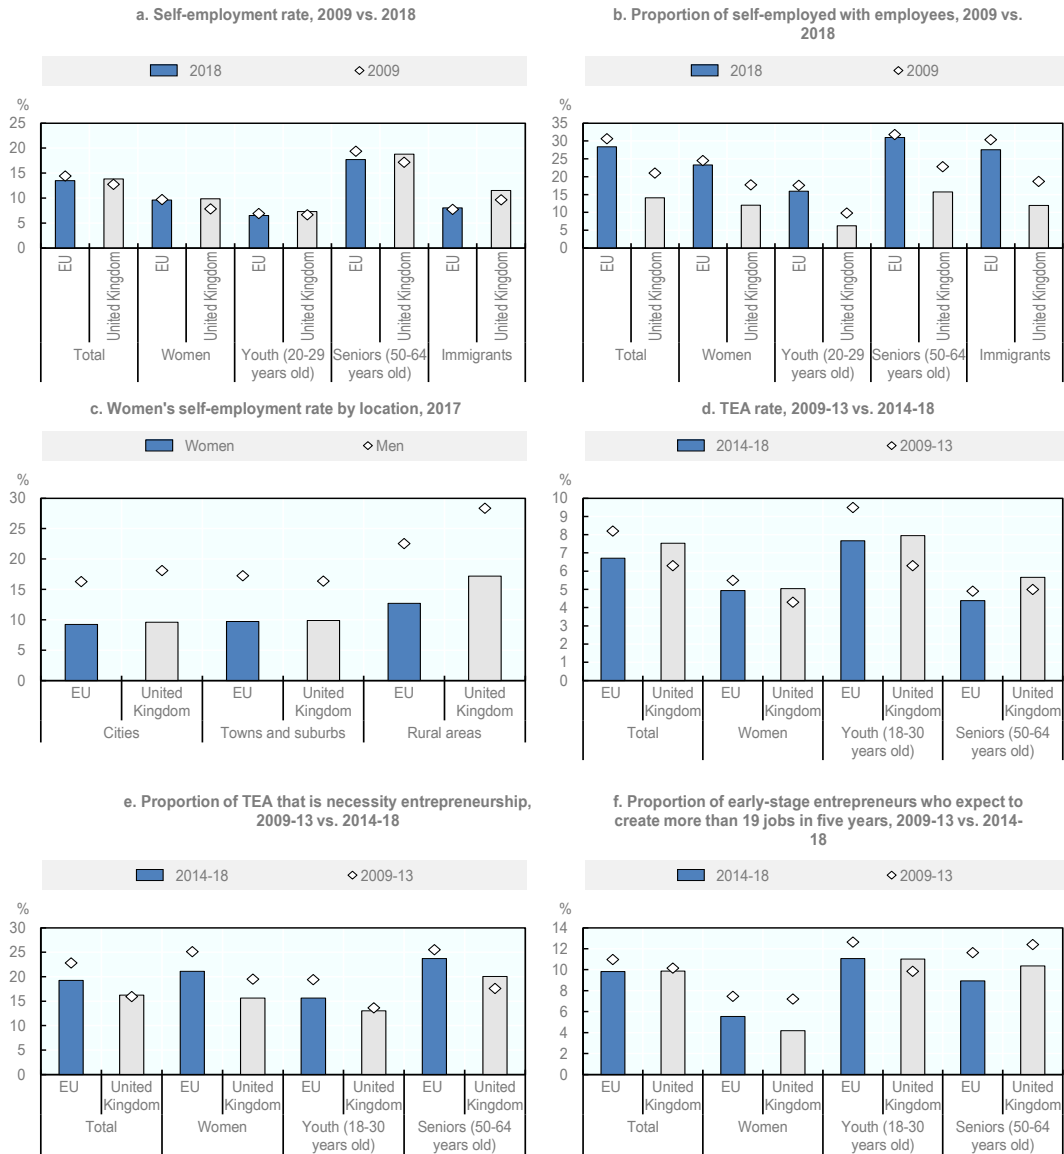 a. Self-employment rate, 2009 vs. 2018
2018
2009
%
25
20
15
10
5
0
EU
United Kingdom
EU
United Kingdom
EU
United Kingdom
EU
United Kingdom
EU
United Kingdom
Total
Women
Youth (20-29
years old)
Seniors (50-64
years old)
Immigrants
b. Proportion of self-employed with employees, 2009 vs.
2018
2018
2009
%
35
30
25
20
15
10
5
0
EU
United Kingdom
EU
United Kingdom
EU
United Kingdom
EU
United Kingdom
EU
United Kingdom
Total
Women
Youth (20-29
years old)
Seniors (50-64
years old)
Immigrants
c. Women's self-employment rate by location, 2017
Women
Men
%
30
25
20
15
10
5
0
EU
United
Kingdom
EU
United
Kingdom
EU
United
Kingdom
Cities
Towns and suburbs
Rural areas
d. TEA rate, 2009-13 vs. 2014-18
2014-18
2009-13
%
10
9
8
7
6
5
4
3
2
1
0
EU
United
Kingdom
EU
United
Kingdom
EU
United
Kingdom
EU
United
Kingdom
Total
Women
Youth (18-30
years old)
Seniors (50-64
years old)
e. Proportion of TEA that is necessity entrepreneurship,
2009-13 vs. 2014-18
2014-18
2009-13
%
30
25
20
15
10
5
0
EU
United
Kingdom
EU
United
Kingdom
EU
United
Kingdom
EU
United
Kingdom
Total
Women
Youth (18-30
years old)
Seniors (50-64
years old)
f. Proportion of early-stage entrepreneurs who expect to
create more than 19 jobs in five years, 2009-13 vs. 2014-
18
2014-18
2009-13
%
14
12
10
8
6
4
2
0
EU
United
Kingdom
EU
United
Kingdom
EU
United
Kingdom
EU
United
Kingdom
Total
Women
Youth (18-30
years old)
Seniors (50-64
years old)